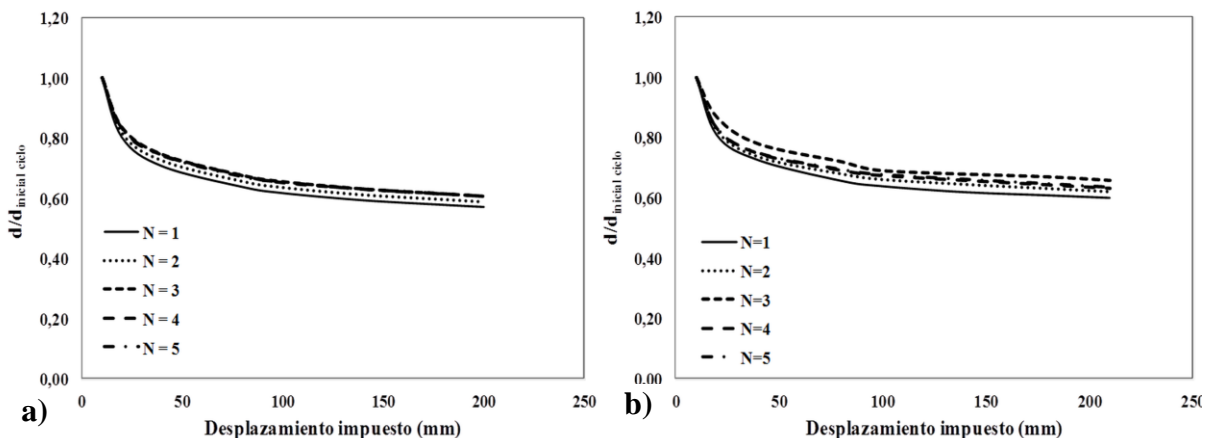 1,20
1,00
0,80
0,60
0,40
0,20
0,00
d/d inicial ciclo
N = 1
N = 2
N = 3
N = 4
N = 5
0 50 100 150 200 250
Desplazamiento impuesto (mm)
a)
1,20
1,00
0,80
0,60
0,40
0,20
0.00
d/d inicial ciclo
N=1
N=2
N=3
N=4
N=5
0 50 100 150 200 250
Desplazamiento impuesto (mm)
b)